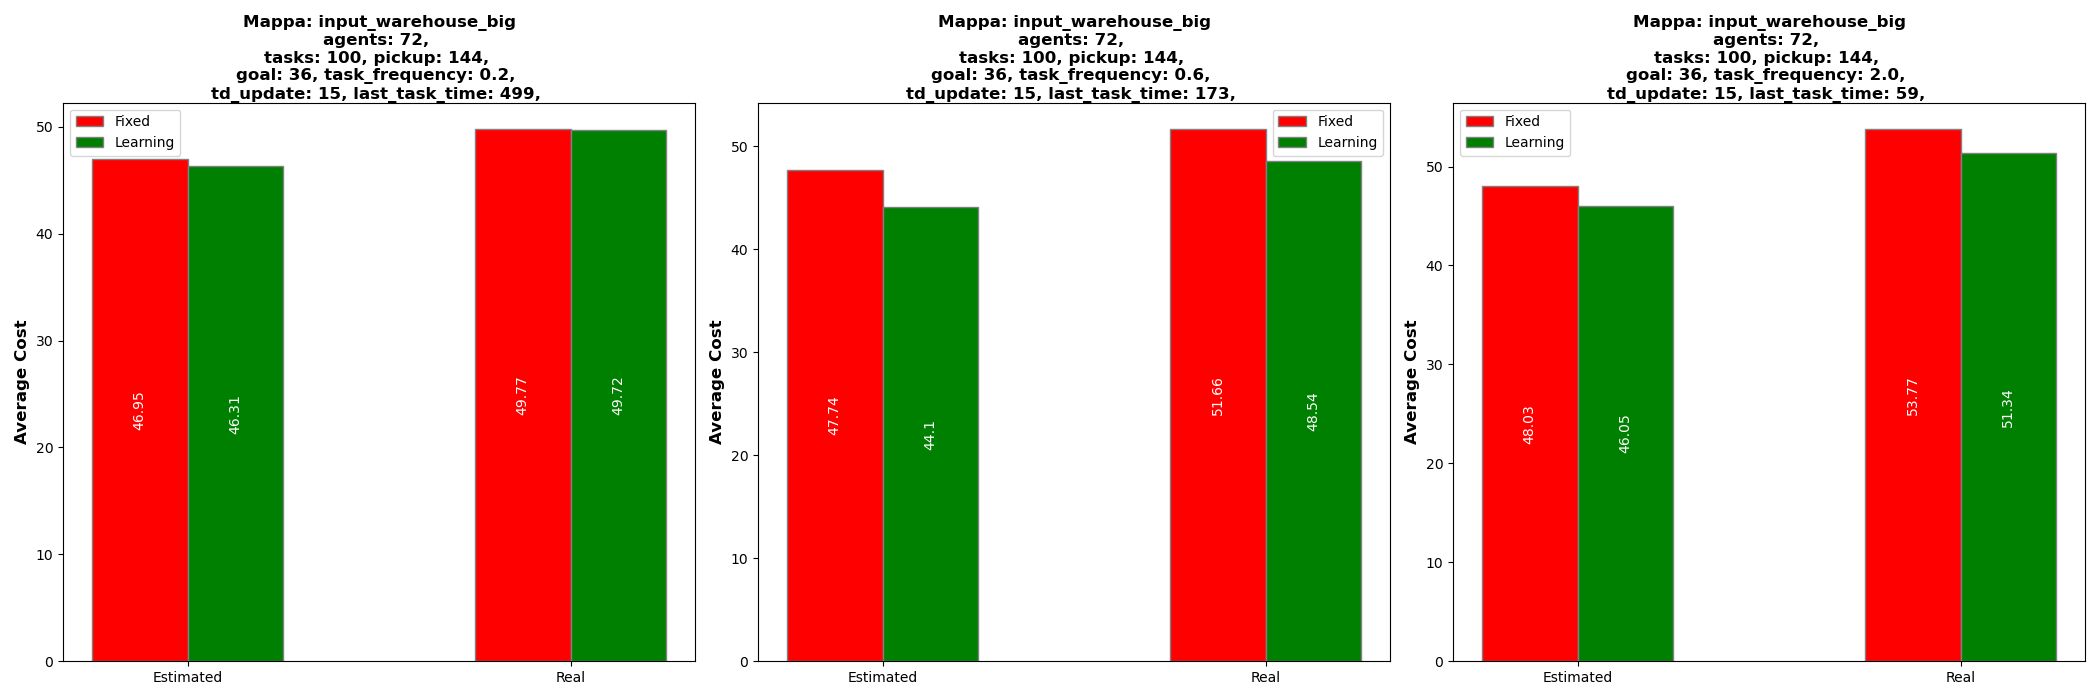 Mappa: input_warehouse_big
agents: 72,
tasks: 100, pickup: 144,
goal: 36, task_frequency: 0.2,
td_update: 15, last_task_time: 499,
Fixed
Learning
Average Cost
50
40
30
20
10
0
46.95
46.31
49.77
49.72
Estimated
Real
Mappa: input_warehouse_big
agents: 72,
tasks: 100, pickup: 144,
goal: 36, task_frequency: 0.6,
td_update: 15, last_task_time: 173,
Fixed
Learning
Average Cost
50
40
30
20
10
0
47.74
44.1
51.66
48.54
Estimated
Real
Mappa: input_warehouse_big
agents: 72,
tasks: 100, pickup: 144,
goal: 36, task_frequency: 2.0,
td_update: 15, last_task_time: 59,
Fixed
Learning
Average Cost
50
40
30
20
10
0
48.03
46.05
53.77
51.34
Estimated
Real